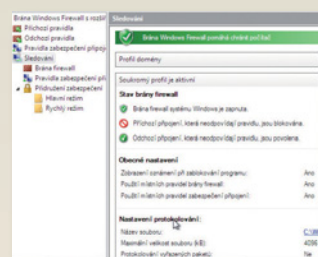 Brána Windows Firewall s rozšíř
Příchozí pravidla
Odchozí pravidla
Pravidla zabezpečení připoj
Sledování
Brána firewall
Pravidla zabezpečení při
Přidružení zabezpečení
Hlavní režim
Rychlý režim
Sledování
Brána Windows Firewall pomáhá chránit počítač
Profil domény
Soukromý profil je aktivní
Stav brány firewall
Brána firewall systému Windows je zapnuta.
Příchozí připojení, která neodpovídají pravidlu, jsou blokována.
Odchozí připojení, která neodpovídají pravidlu, jsou povolena.
Obecné nastavení
Zobrazení oznámení při zablokování programu: Ano
Použití místních pravidel brány firewall: Ano
Použití místních pravidel zabezpečení připojení: Ano
Nastavení protokolování:
Název souboru:
Maximální velikost souboru (kB): 4096
Protokolování vyřazených paketů: Ne